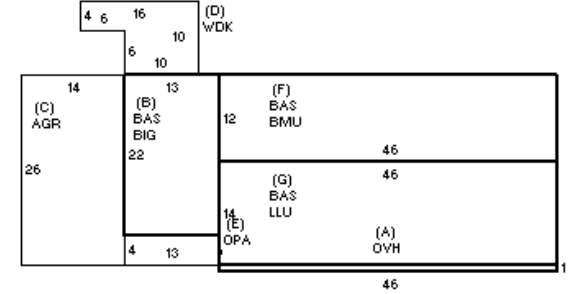 4 6 16 (D)
WDK
10
6
10
14 13 (F)
(C) (B) BAS
AGR BAS 12 BMU
BIG
22 46
26 46
(G)
BAS
14 LLU
(E) (A)
OPA OVH
4 13
1
46